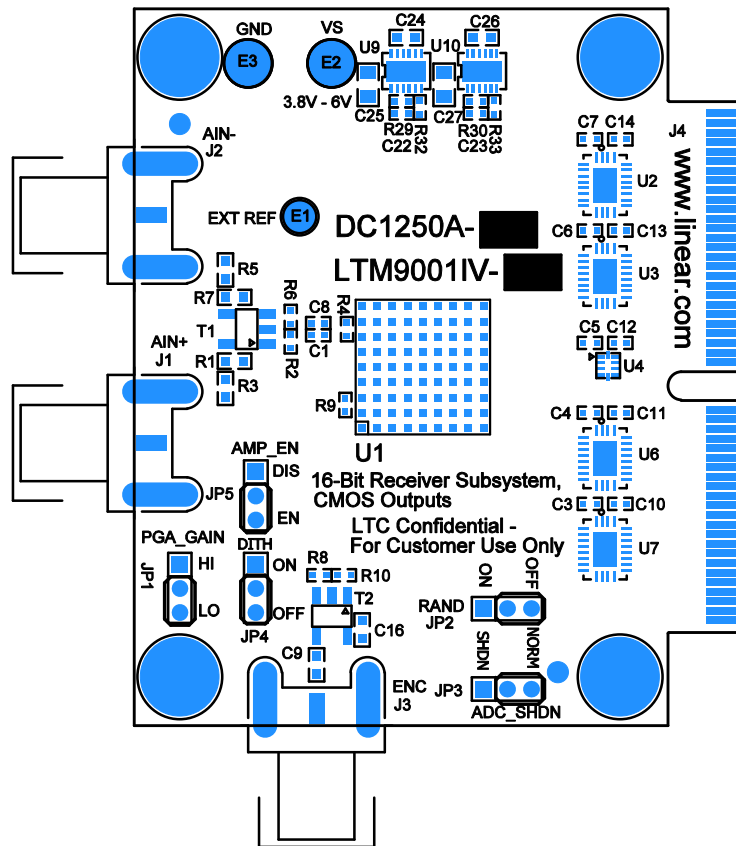 GND
VS
C24
C26
E3
E2
U9
U10
3.8V - 6V
C25
R29
C22
R32
C27
R30
C23
R33
C7
C14
J4
U2
www.linear.com
AIN-
J2
EXT REF
E1
DC1250A-
LTM9001IV-
C6
C13
U3
R5
R7
T1
R6
C8
R4
C1
R2
C5
C12
U4
AIN+
J1
R1
R3
R9
U1
C4
C11
U6
AMP_EN
DIS
JP5
EN
16-Bit Receiver Subsystem,
CMOS Outputs
LTC Confidential -
For Customer Use Only
C3
C10
U7
PGA_GAIN
HI
JP1
LO
DITH
ON
OFF
JP4
R8
R10
T2
C16
C9
ENC
J3
ON
OFF
RAND
JP2
SHDN
NORM
JP3
ADC_SHDN